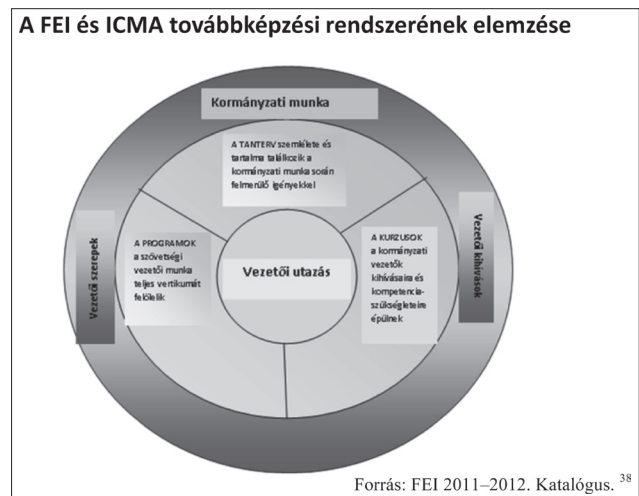 A FEI és ICMA továbbképzési rendszerének elemzése
Kormányzati munka
A TANTERV szemlélete és
tartalma találkozik a
kormányzati munka során
felmerülő igényekkel
Vezetői szerepek
A PROGRAMOK
a szövetségi
vezetői munka
teljes vertikumát
felölelik
Vezetői utazás
A KURZUSOK
a kormányzati
vezetők
kihívásaira és
kompetencia-
szükségleteire
épülnek
Vezetői kihívások
Forrás: FEI 2011–2012. Katalógus. 38